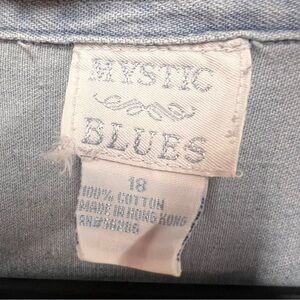 MYSTIC
BLUES
18
100% COTTON
MADE IN HONG KONG